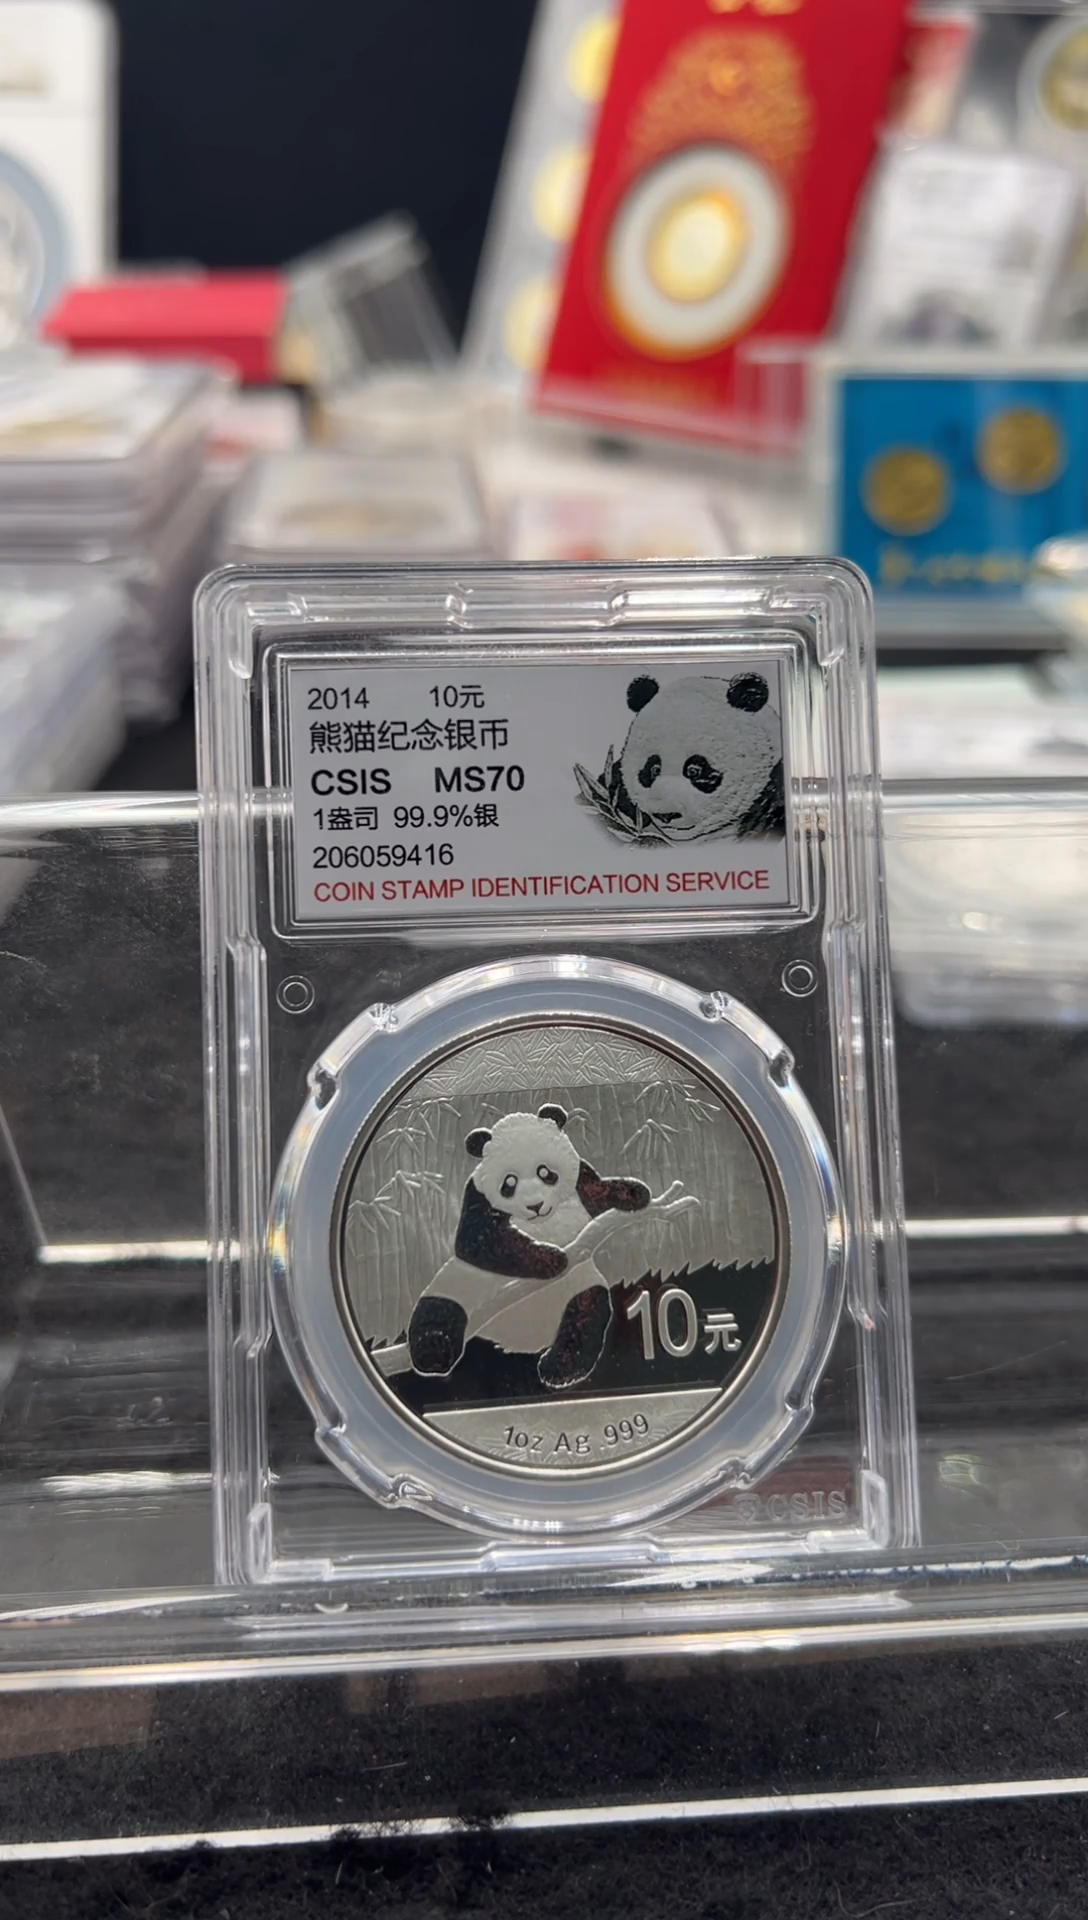 2014 10元
熊猫纪念银币
CSIS MS70
1盎司 99.9%银
206059416
COIN STAMP IDENTIFICATION SERVICE
10元
1oz Ag .999
CSIS